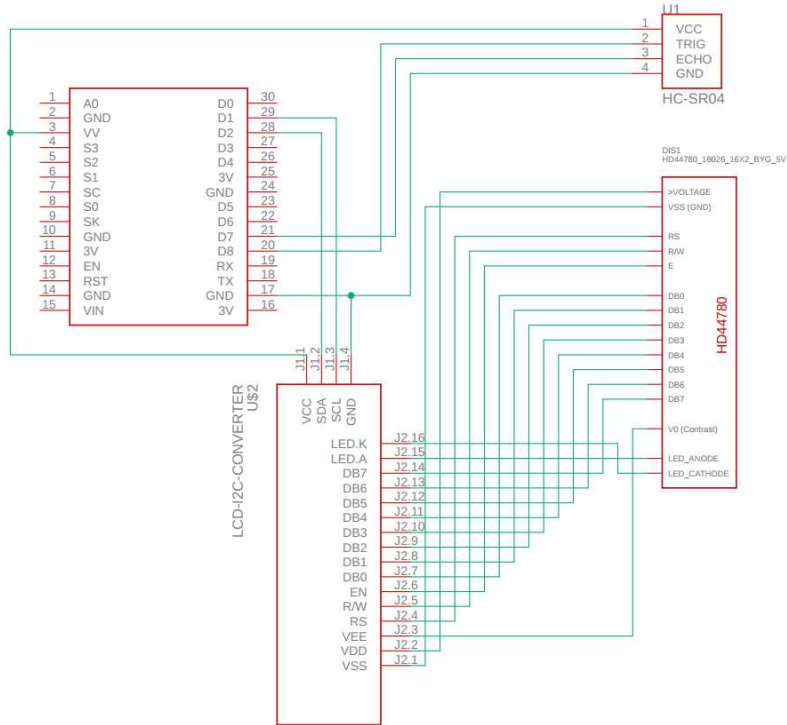 U1
1 VCC
2 TRIG
3 ECHO
4 GND
HC-SR04
1 A0 D0 30
2 GND D1 29
3 VV D2 28
4 S3 D3 27
5 S2 D4 26
6 S1 3V 25
7 SC GND 24
8 S0 D5 23
9 SK D6 22
10 GND D7 21
11 3V D8 20
12 EN RX 19
13 RST TX 18
14 GND GND 17
15 VIN 3V 16
DIS1
HD44780_16026_16X2_BYG_5V
>VOLTAGE
VSS (GND)
RS
R/W
E
DB0
DB1
DB2
DB3
DB4
DB5
DB6
DB7
V0 (Contrast)
LED_ANODE
LED_CATHODE
HD44780
J1.1
J1.2
J1.3
J1.4
VCC
SDA
SCL
GND
LCD-I2C-CONVERTER
U$2
LED.K J2.16
LED.A J2.15
DB7 J2.14
DB6 J2.13
DB5 J2.12
DB4 J2.11
DB3 J2.10
DB2 J2.9
DB1 J2.8
DB0 J2.7
EN J2.6
R/W J2.5
RS J2.4
VEE J2.3
VDD J2.2
VSS J2.1